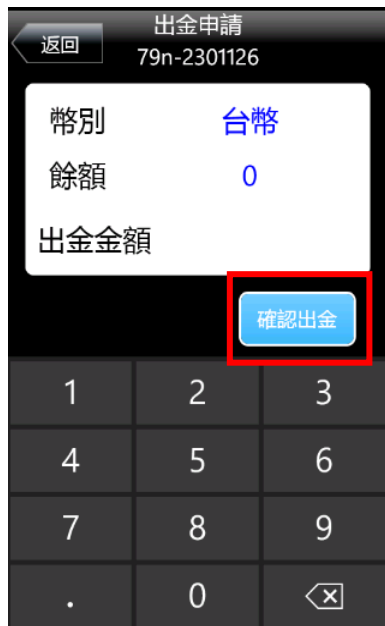 返回
出金申請
79n-2301126
幣別 台幣
餘額 0
出金金額
確認出金
1 2 3
4 5 6
7 8 9
. 0